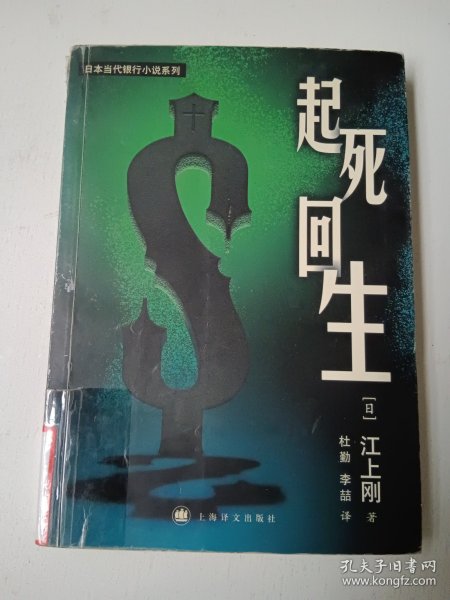 日本当代银行小说系列
起死回生
[日]江上刚 著
杜勤 李喆 译
上海译文出版社
孔夫子旧书网
www.kongfz.com